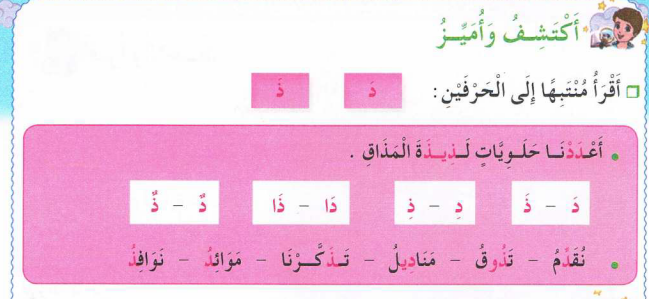 أَكْتَشِفُ وَأُمَيِّزُ
أَقْرَأُ مُنْتَبِهًا إِلَى الْحَرْفَيْنِ : دَ ذَ
• أَعْدَدْنَا حَلَوِيَّاتٍ لَذِيذَةَ الْمَذَاقِ .
دَ - ذَ دِ - ذِ دَا - ذَا دٌ - ذٌ
• نُقَدِّمُ - تَذُوقُ - مَنَادِيلُ - تَذَكَّرْنَا - مَوَائِدُ - نَوَافِذُ